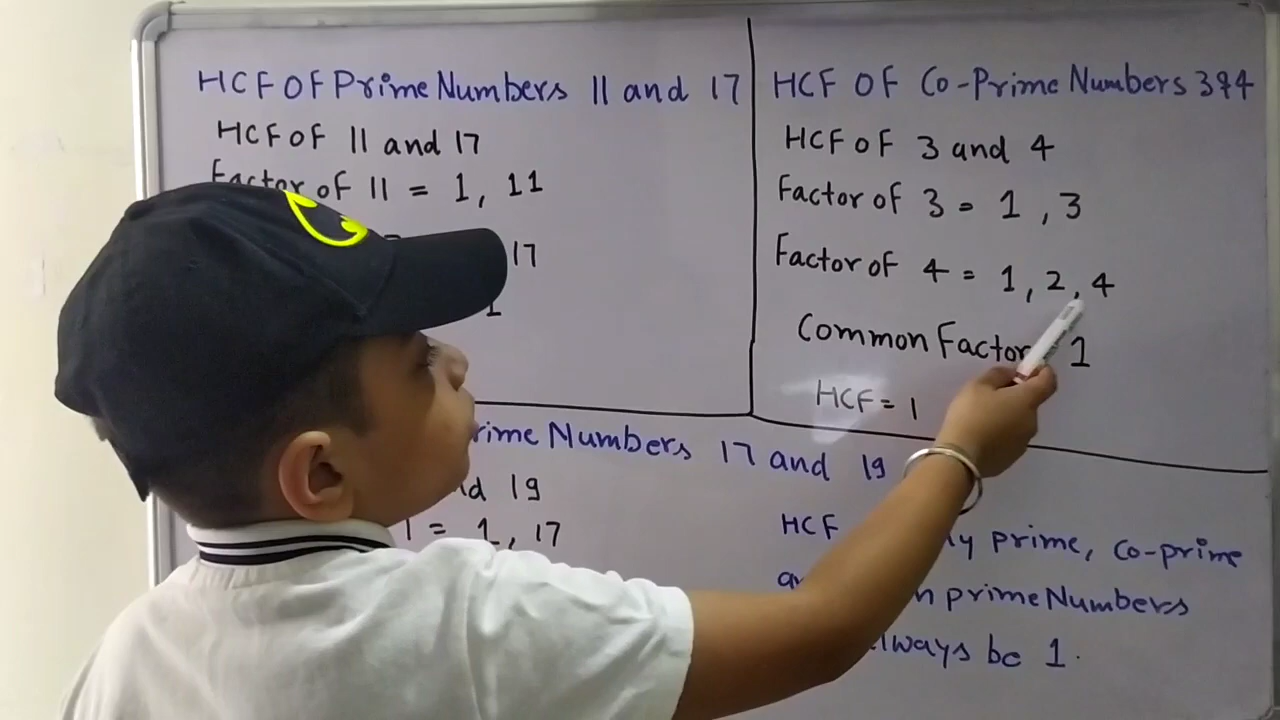 HCF OF Prime Numbers 11 and 17
HCF OF 11 and 17
Factor of 11 = 1, 11
17
1
HCF OF Co-Prime Numbers 3 & 4
HCF OF 3 and 4
Factor of 3 = 1, 3
Factor of 4 = 1, 2, 4
Common Factor 1
HCF = 1
Numbers 17 and 19
19
= 1, 17
HCF prime, Co-prime
prime Numbers
be 1.